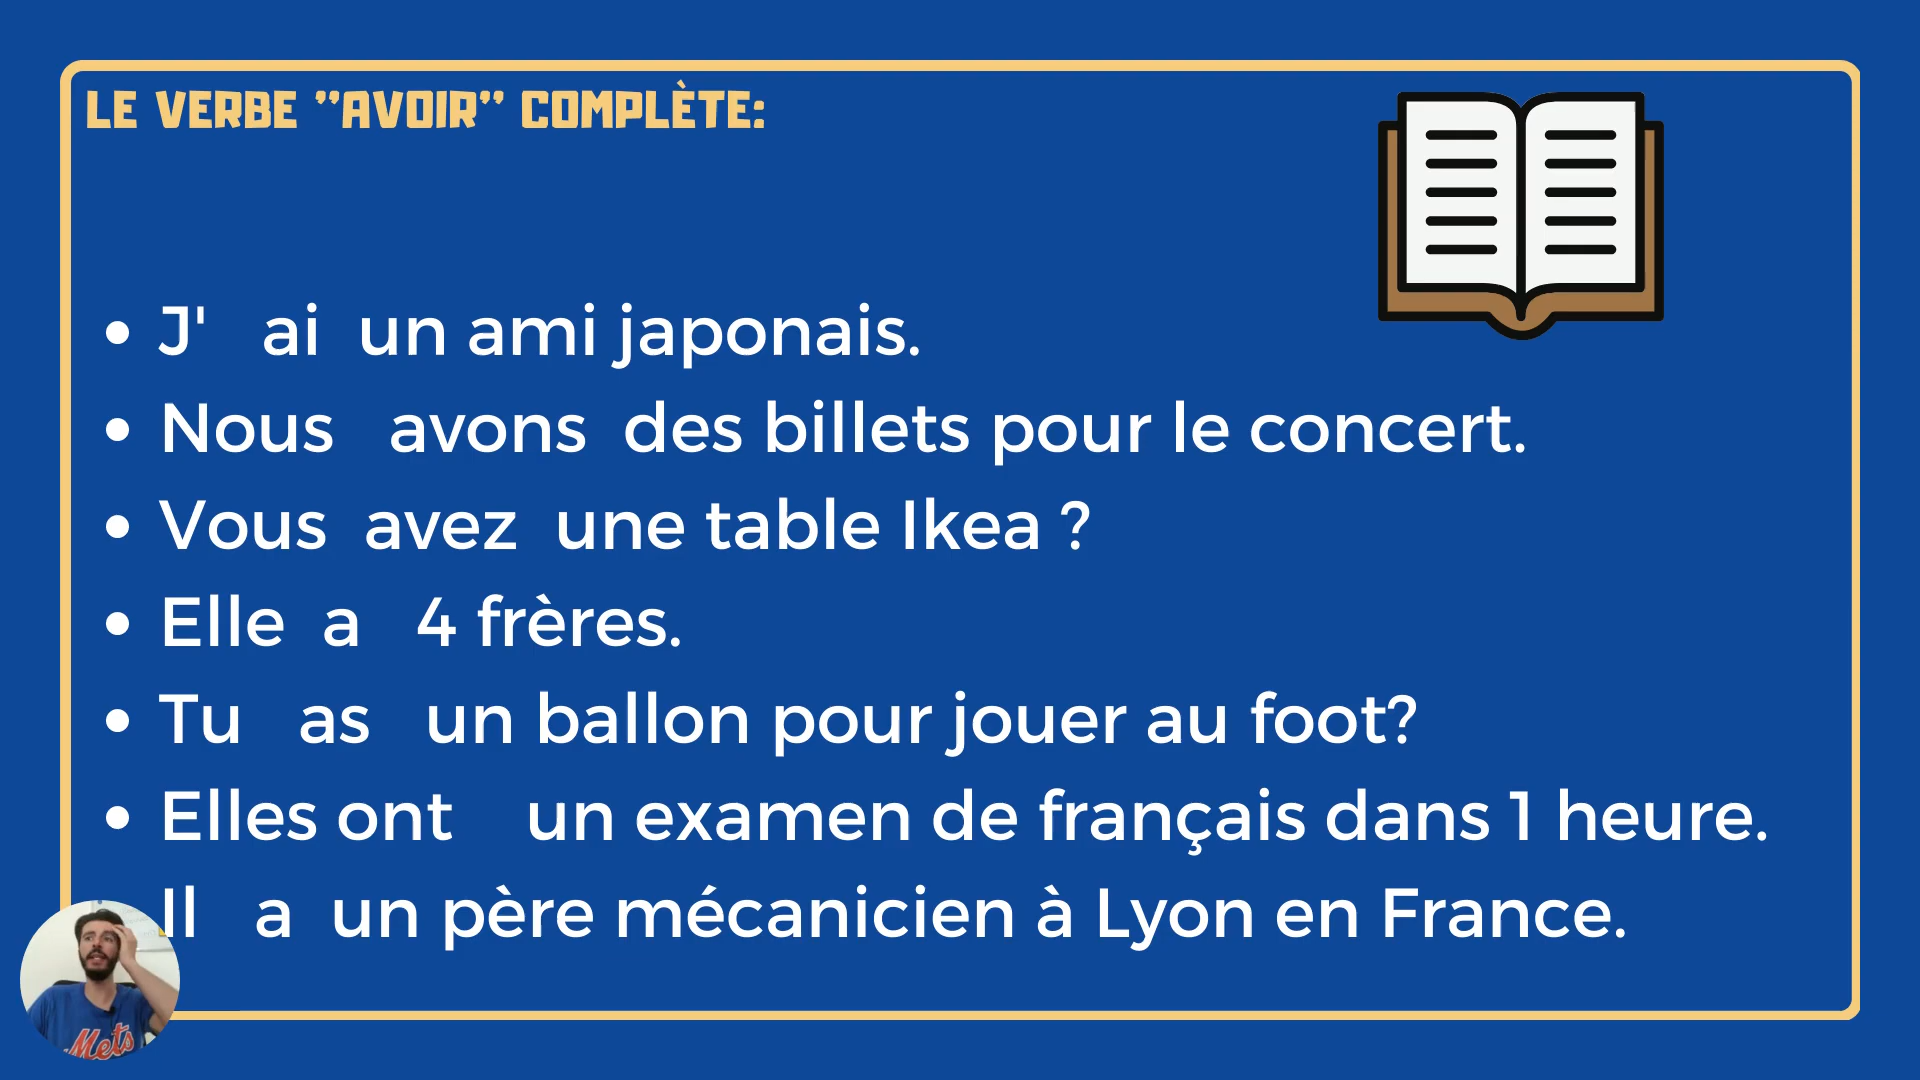 LE VERBE "AVOIR" COMPLÈTE:
J' ai un ami japonais.
Nous avons des billets pour le concert.
Vous avez une table Ikea ?
Elle a 4 frères.
Tu as un ballon pour jouer au foot?
Elles ont un examen de français dans 1 heure.
Il a un père mécanicien à Lyon en France.
Mets